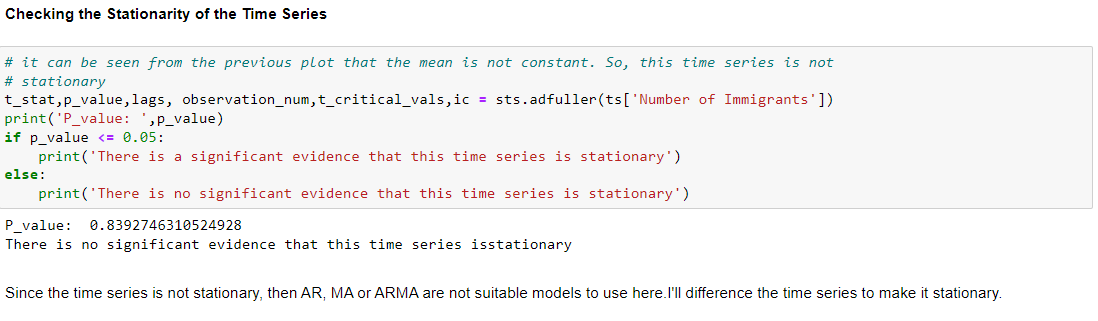 Checking the Stationarity of the Time Series
# it can be seen from the previous plot that the mean is not constant. So, this time series is not
# stationary
t_stat,p_value,lags, observation_num,t_critical_vals,ic = sts.adfuller(ts['Number of Immigrants'])
print('P_value: ',p_value)
if p_value <= 0.05:
    print('There is a significant evidence that this time series is stationary')
else:
    print('There is no significant evidence that this time series is stationary')
P_value:  0.8392746310524928
There is no significant evidence that this time series isstationary
Since the time series is not stationary, then AR, MA or ARMA are not suitable models to use here.I'll difference the time series to make it stationary.